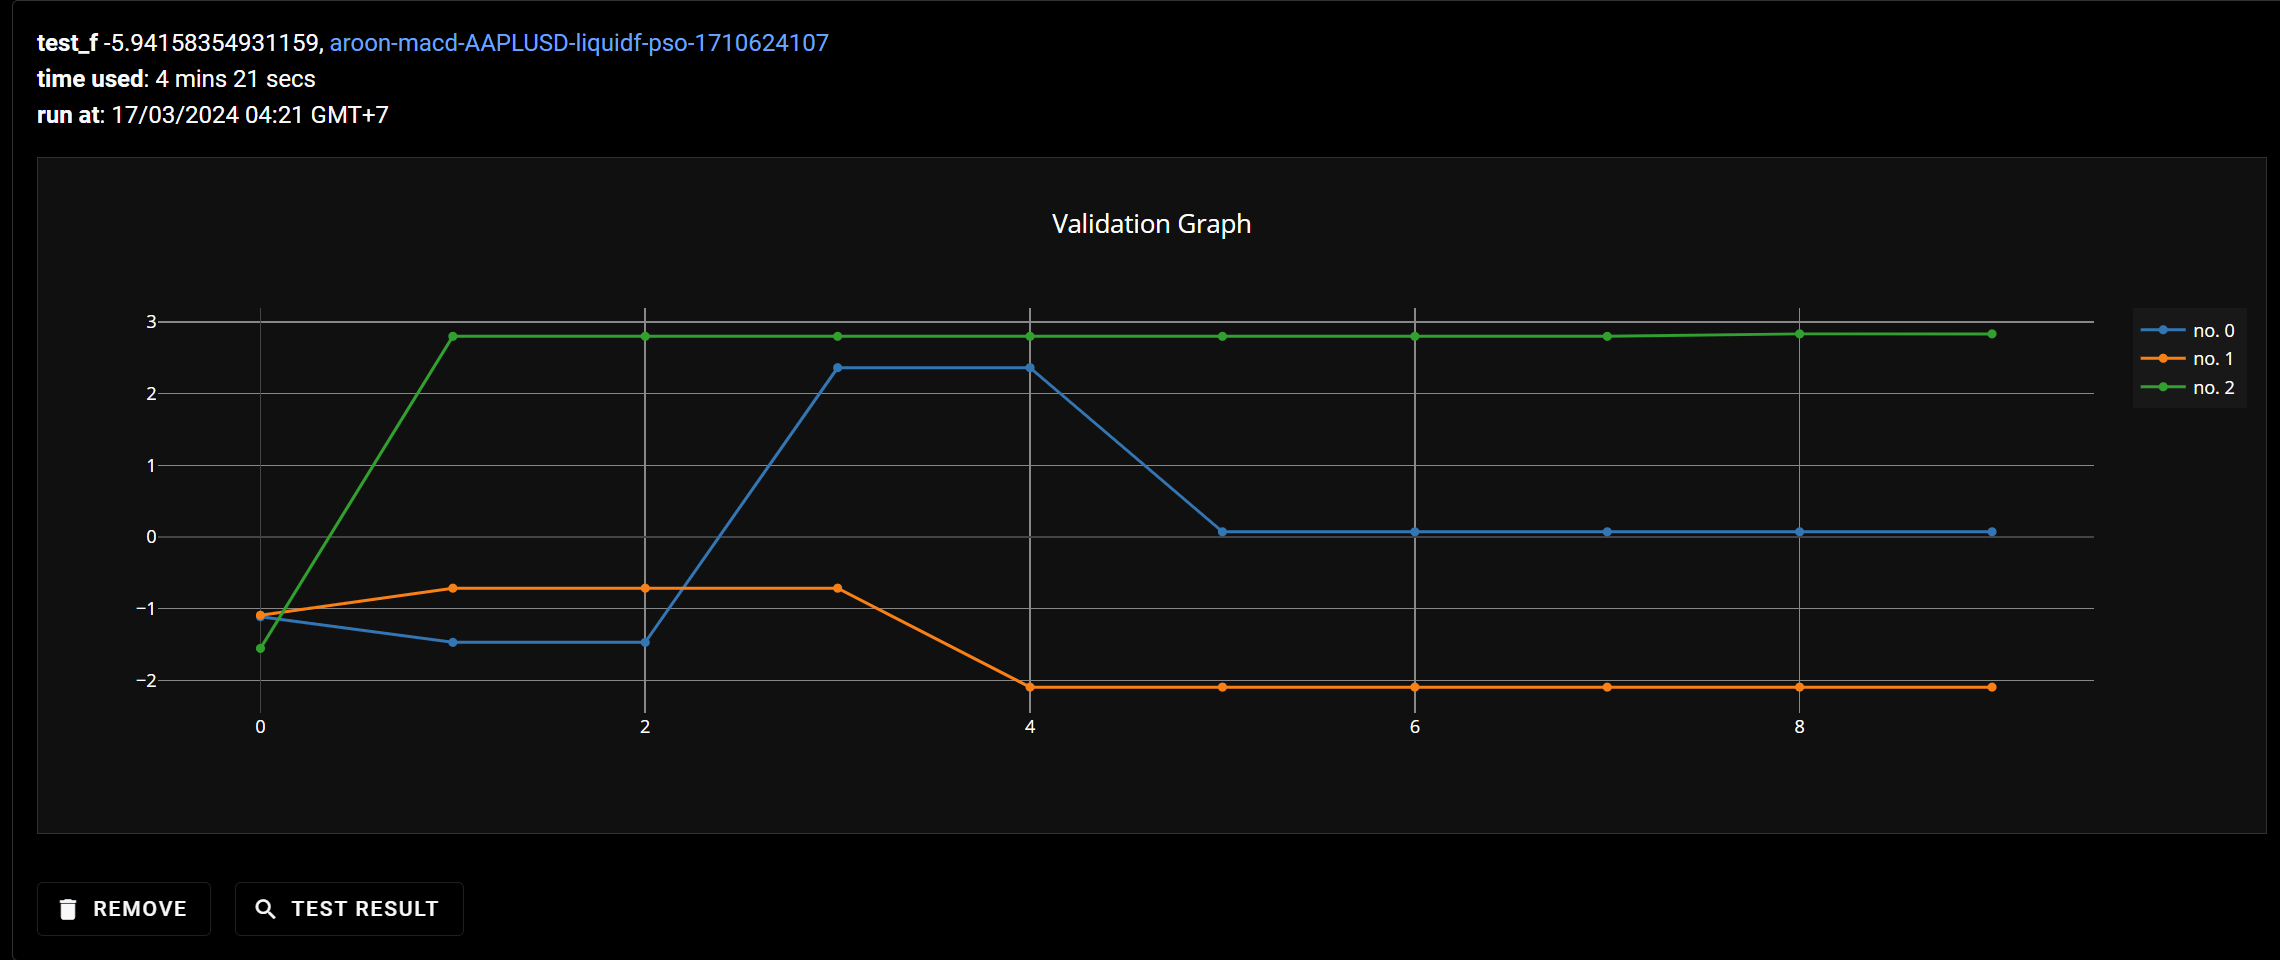 test_f -5.94158354931159, aroon-macd-AAPLUSD-liquidf-pso-1710624107
time used: 4 mins 21 secs
run at: 17/03/2024 04:21 GMT+7
Validation Graph
3
2
1
0
−1
−2
0 2 4 6 8
no. 0
no. 1
no. 2
REMOVE
TEST RESULT